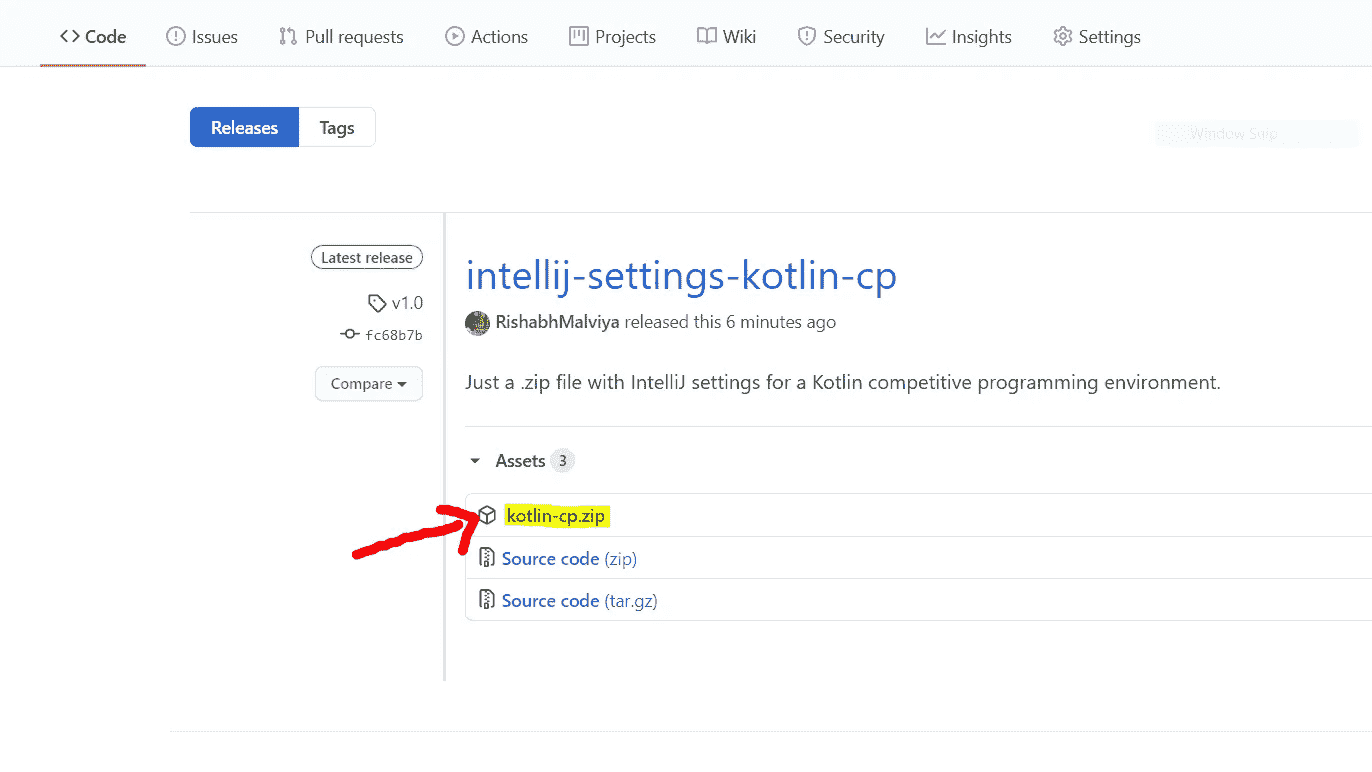 Code Issues Pull requests Actions Projects Wiki Security Insights Settings
Releases Tags
Window Snip
Latest release
v1.0
fc68b7b
Compare
intellij-settings-kotlin-cp
RishabhMalviya released this 6 minutes ago
Just a .zip file with IntelliJ settings for a Kotlin competitive programming environment.
Assets 3
kotlin-cp.zip
Source code (zip)
Source code (tar.gz)